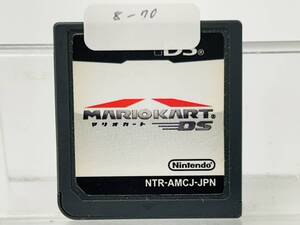 8-70
DS®
MARIOKART®
マリオカート DS
Nintendo
NTR-AMCJ-JPN